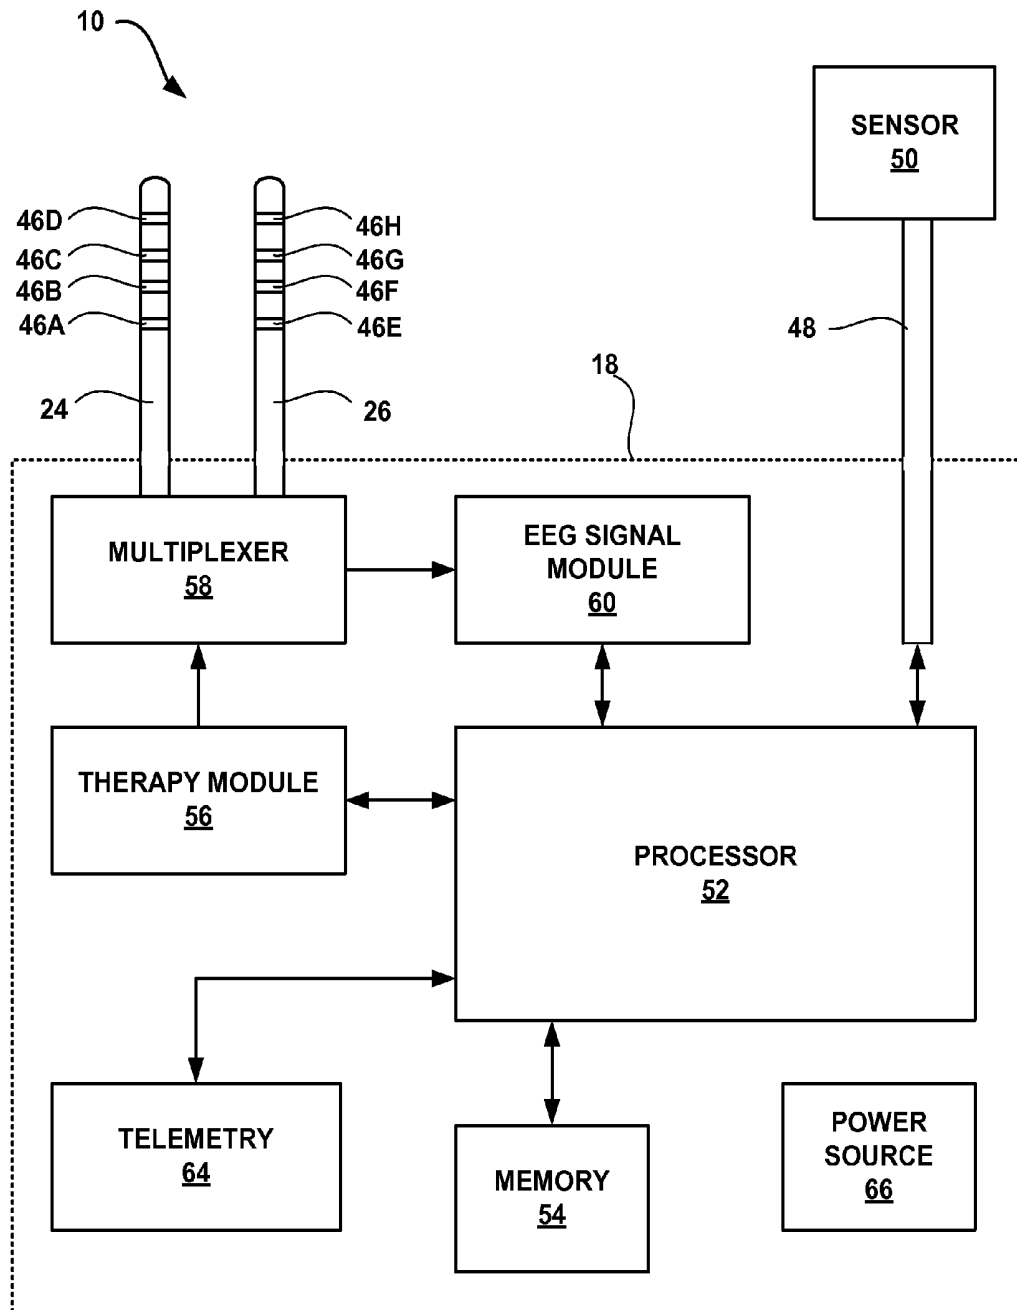 10
SENSOR
50
46D
46H
46C
46G
46B
46F
46A
46E
48
18
24
26
MULTIPLEXER
58
EEG SIGNAL
MODULE
60
THERAPY MODULE
56
PROCESSOR
52
TELEMETRY
64
MEMORY
54
POWER
SOURCE
66